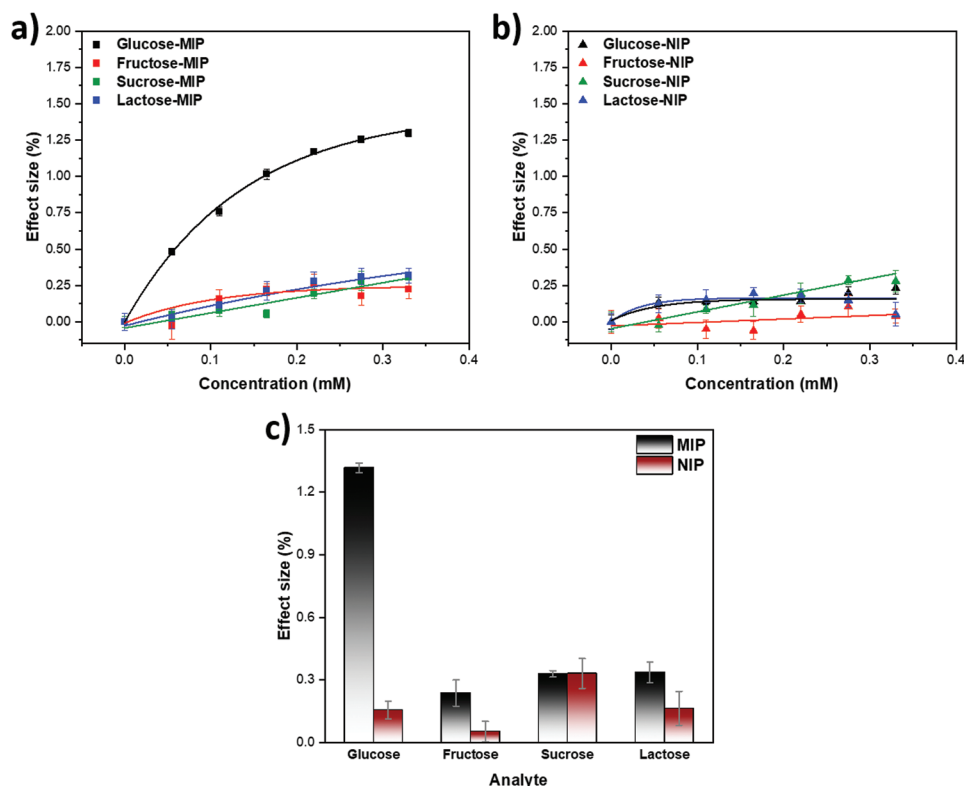 a)
2.00
1.75
1.50
1.25
1.00
0.75
0.50
0.25
0.00
Effect size (%)
Glucose-MIP
Fructose-MIP
Sucrose-MIP
Lactose-MIP
0.0 0.1 0.2 0.3 0.4
Concentration (mM)
b)
2.00
1.75
1.50
1.25
1.00
0.75
0.50
0.25
0.00
Effect size (%)
Glucose-NIP
Fructose-NIP
Sucrose-NIP
Lactose-NIP
0.0 0.1 0.2 0.3 0.4
Concentration (mM)
c)
1.5
1.2
0.9
0.6
0.3
0.0
Effect size (%)
MIP
NIP
Glucose Fructose Sucrose Lactose
Analyte